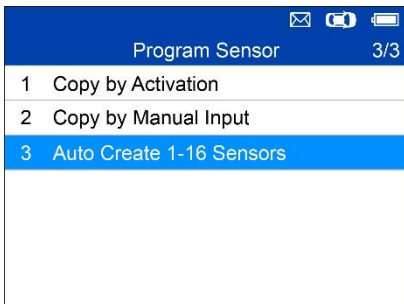 Program Sensor 3/3
1 Copy by Activation
2 Copy by Manual Input
3 Auto Create 1-16 Sensors